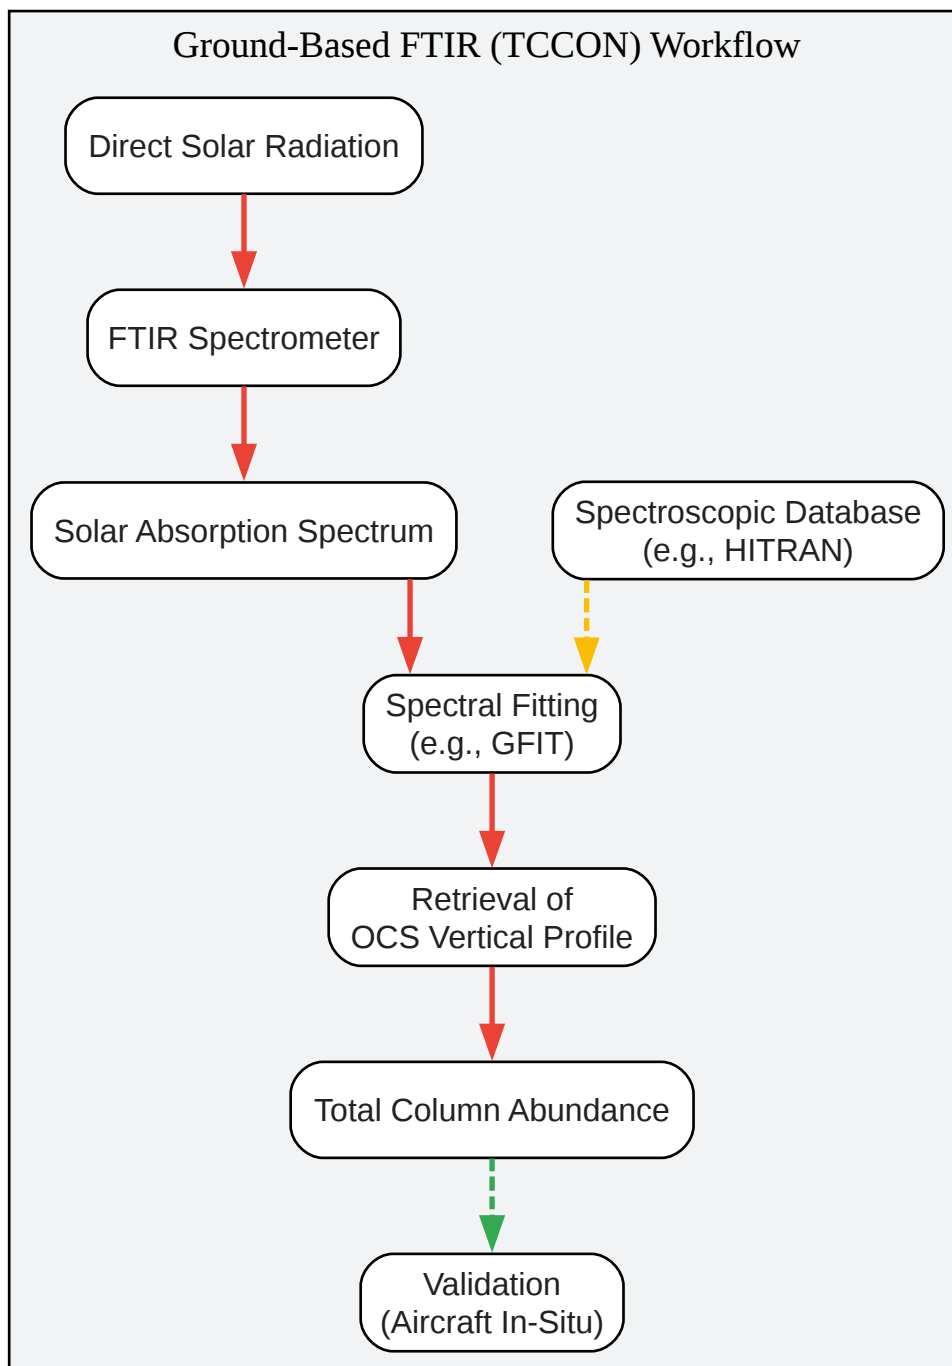 Ground-Based FTIR (TCCON) Workflow
Direct Solar Radiation
FTIR Spectrometer
Solar Absorption Spectrum
Spectroscopic Database
(e.g., HITRAN)
Spectral Fitting
(e.g., GFIT)
Retrieval of
OCS Vertical Profile
Total Column Abundance
Validation
(Aircraft In-Situ)